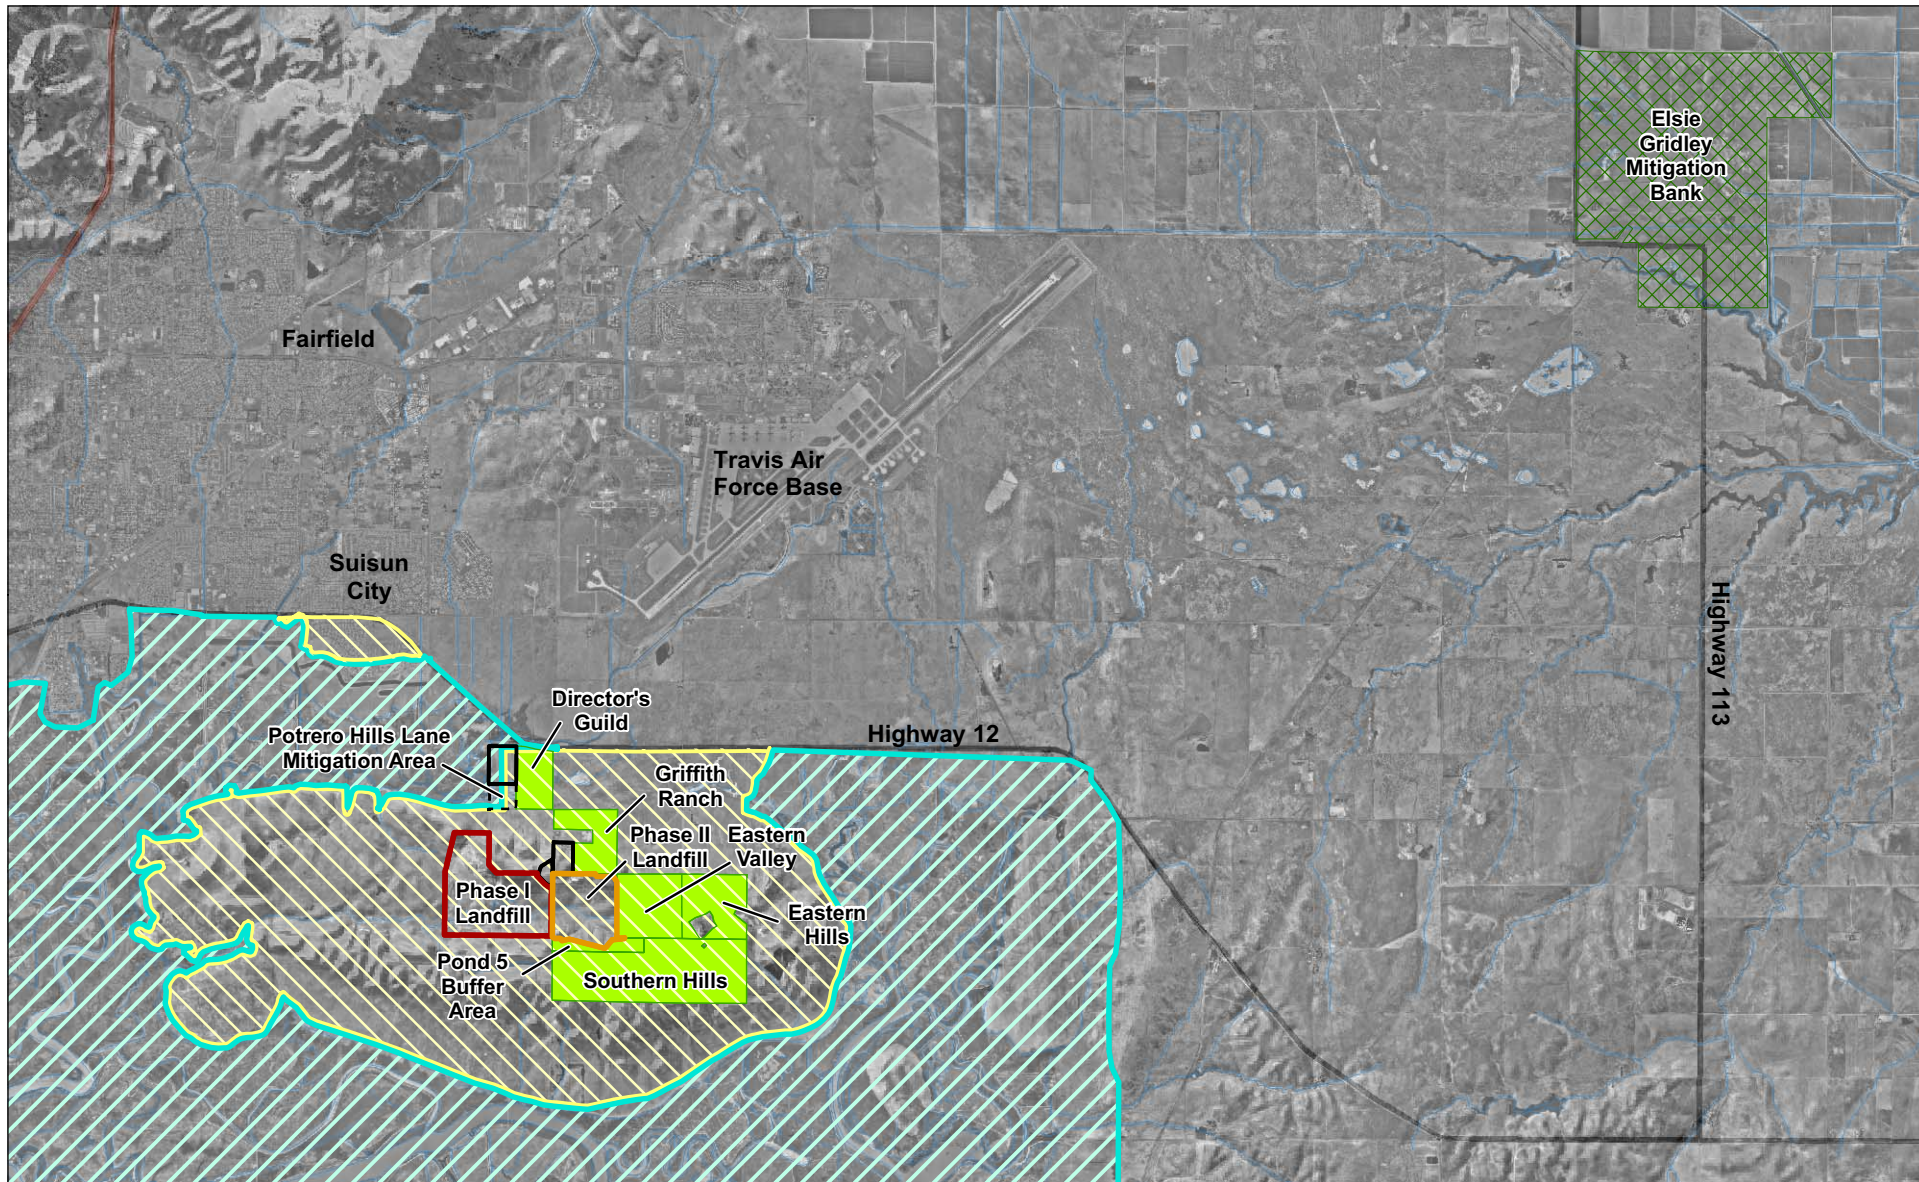 Elsie
Gridley
Mitigation
Bank
Fairfield
Travis Air
Force Base
Suisun
City
Highway 113
Director's
Guild
Potrero Hills Lane
Mitigation Area
Highway 12
Griffith
Ranch
Phase II
Landfill
Eastern
Valley
Phase I
Landfill
Eastern
Hills
Pond 5
Buffer
Area
Southern Hills